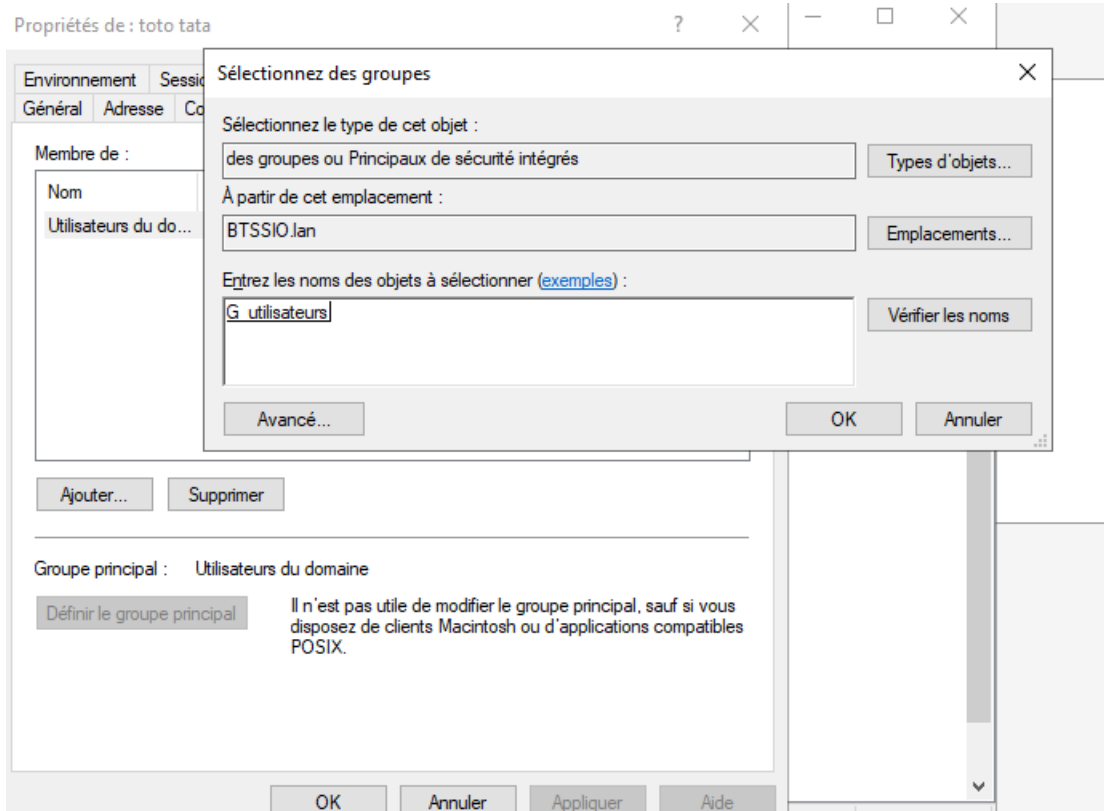 Propriétés de : toto tata
?
Sélectionnez des groupes
Environnement
Général Adresse
Sélectionnez le type de cet objet :
des groupes ou Principaux de sécurité intégrés
Types d'objets...
À partir de cet emplacement :
BTSSIO.lan
Emplacements...
Entrez les noms des objets à sélectionner (exemples) :
G_utilisateurs
Vérifier les noms
Avancé...
OK Annuler
Membre de :
Nom
Utilisateurs du do...
Ajouter... Supprimer
Groupe principal : Utilisateurs du domaine
Définir le groupe principal
Il n'est pas utile de modifier le groupe principal, sauf si vous
disposez de clients Macintosh ou d'applications compatibles
POSIX.
OK Annuler Appliquer Aide